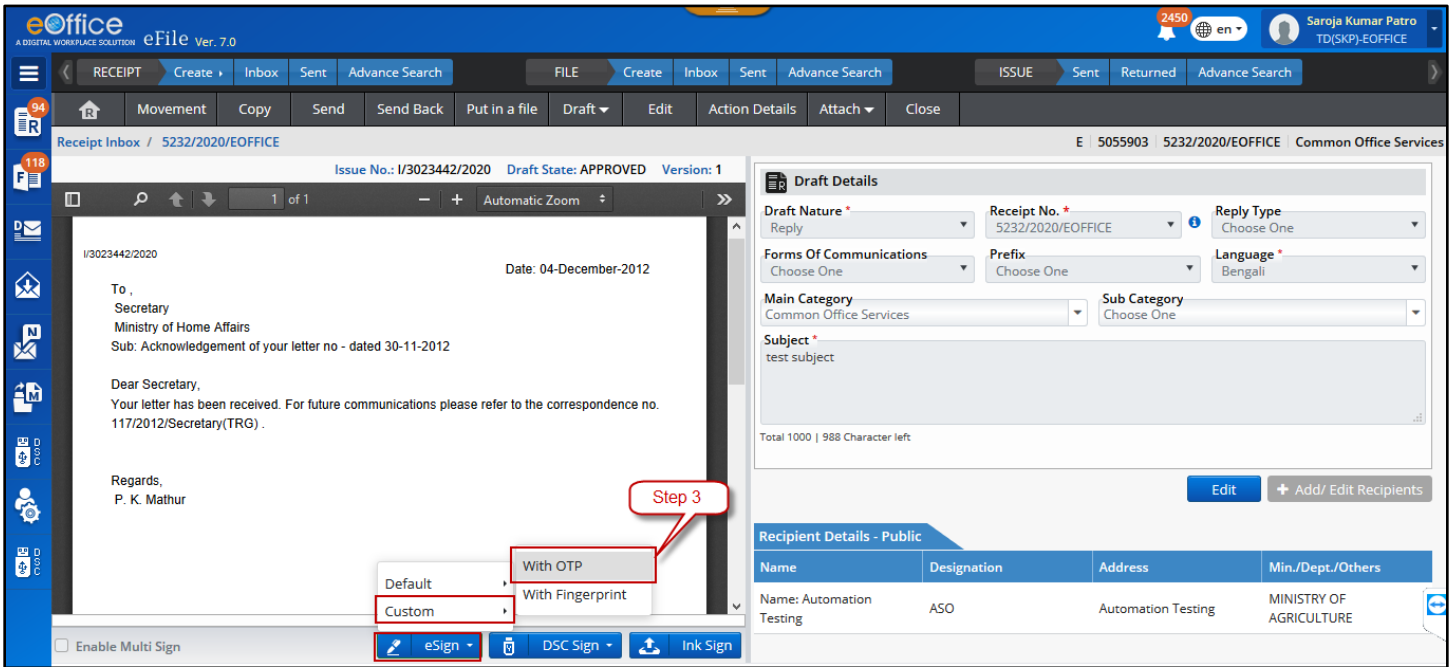 eOffice
A DIGITAL WORKPLACE SOLUTION eFile Ver. 7.0
2450
en
Saroja Kumar Patro
TD(SKP)-EOFFICE
RECEIPT Create Inbox Sent Advance Search FILE Create Inbox Sent Advance Search ISSUE Sent Returned Advance Search
94
R
R Movement Copy Send Send Back Put in a file Draft Edit Action Details Attach Close
Receipt Inbox / 5232/2020/EOFFICE
E 5055903 5232/2020/EOFFICE Common Office Services
118
F
D
N
M
DSC
DSC
Issue No.: I/3023442/2020 Draft State: APPROVED Version: 1
1 of 1 Automatic Zoom
I/3023442/2020
Date: 04-December-2012
To ,
Secretary
Ministry of Home Affairs
Sub: Acknowledgement of your letter no - dated 30-11-2012
Dear Secretary,
Your letter has been received. For future communications please refer to the correspondence no.
117/2012/Secretary(TRG) .
Regards,
P. K. Mathur
Step 3
Default
Custom
With OTP
With Fingerprint
Enable Multi Sign
eSign DSC Sign Ink Sign
R Draft Details
Draft Nature * Receipt No. * Reply Type
Reply 5232/2020/EOFFICE Choose One
Forms Of Communications Prefix Language *
Choose One Choose One Bengali
Main Category Sub Category
Common Office Services Choose One
Subject *
test subject
Total 1000 | 988 Character left
Edit + Add/ Edit Recipients
Recipient Details - Public
Name Designation Address Min./Dept./Others
Name: Automation Testing ASO Automation Testing MINISTRY OF AGRICULTURE